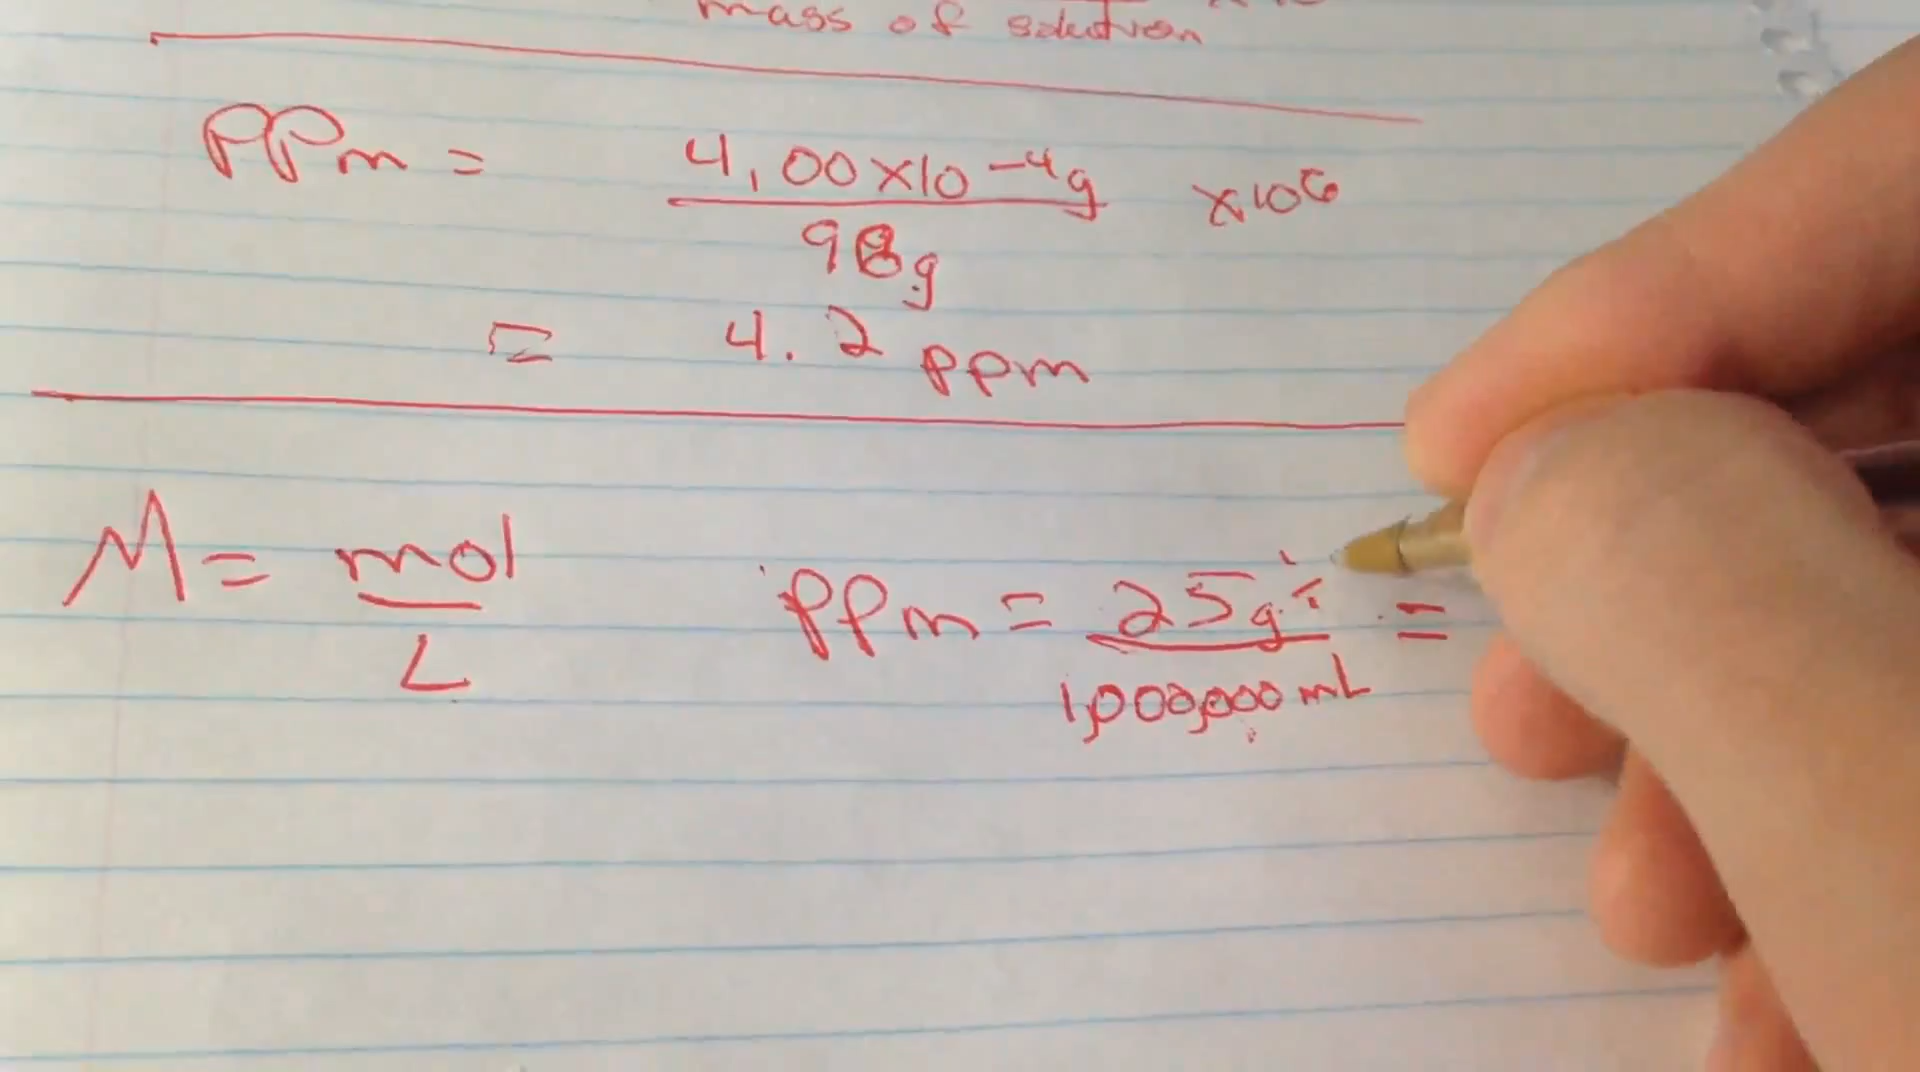 mass of solution
PPm = 4,00x10⁻⁴g x10⁶
98g
= 4.2 ppm
M = mol PPm = 25g =
L 1,000,000 mL